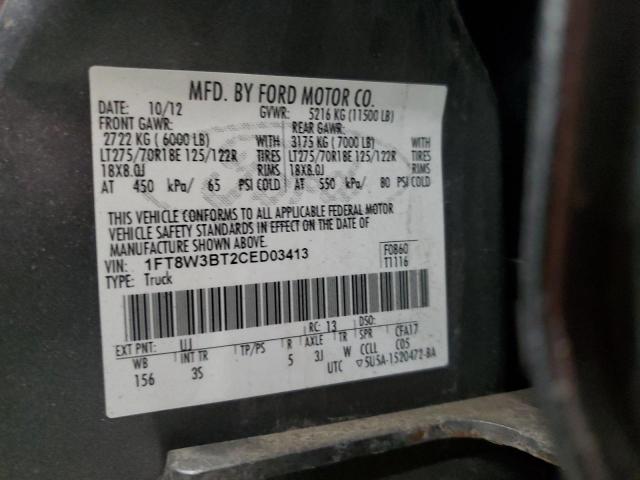 MFD. BY FORD MOTOR CO.
DATE: 10/12 GVWR: 5216 KG (11500 LB)
FRONT GAWR: REAR GAWR:
2722 KG ( 6000 LB) WITH 3175 KG ( 7000 LB) WITH
LT275/70R18E 125/122R TIRES LT275/70R18E 125/122R TIRES
18X8.0J RIMS 18X8.0J RIMS
AT 450 kPa/ 65 PSI COLD AT 550 kPa/ 80 PSI COLD
THIS VEHICLE CONFORMS TO ALL APPLICABLE FEDERAL MOTOR
VEHICLE SAFETY STANDARDS IN EFFECT ON THE DATE OF
MANUFACTURE SHOWN ABOVE.
VIN: 1FT8W3BT2CED03413 F0860
TYPE: Truck T1116
EXT PNT: UJ RC: 13 DSO:
WB INT TR TP/PS R AXLE TR SPR CFA17
156 3S 5 3J W CCLL C05
UTC ▽5U5A-1520472-BA